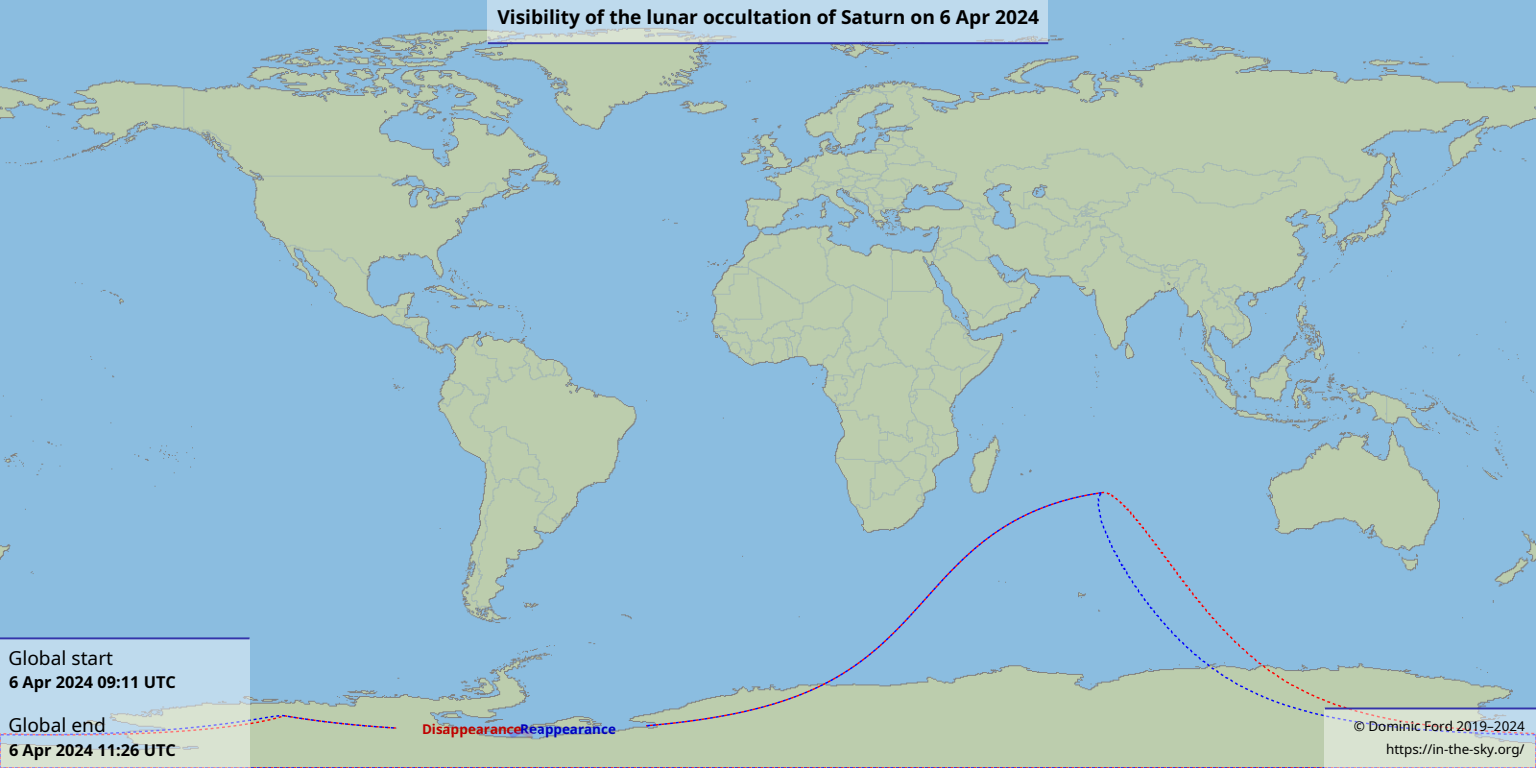 Visibility of the lunar occultation of Saturn on 6 Apr 2024
Global start
6 Apr 2024 09:11 UTC
Global end
6 Apr 2024 11:26 UTC
Disappearance
Reappearance
© Dominic Ford 2019–2024
https://in-the-sky.org/